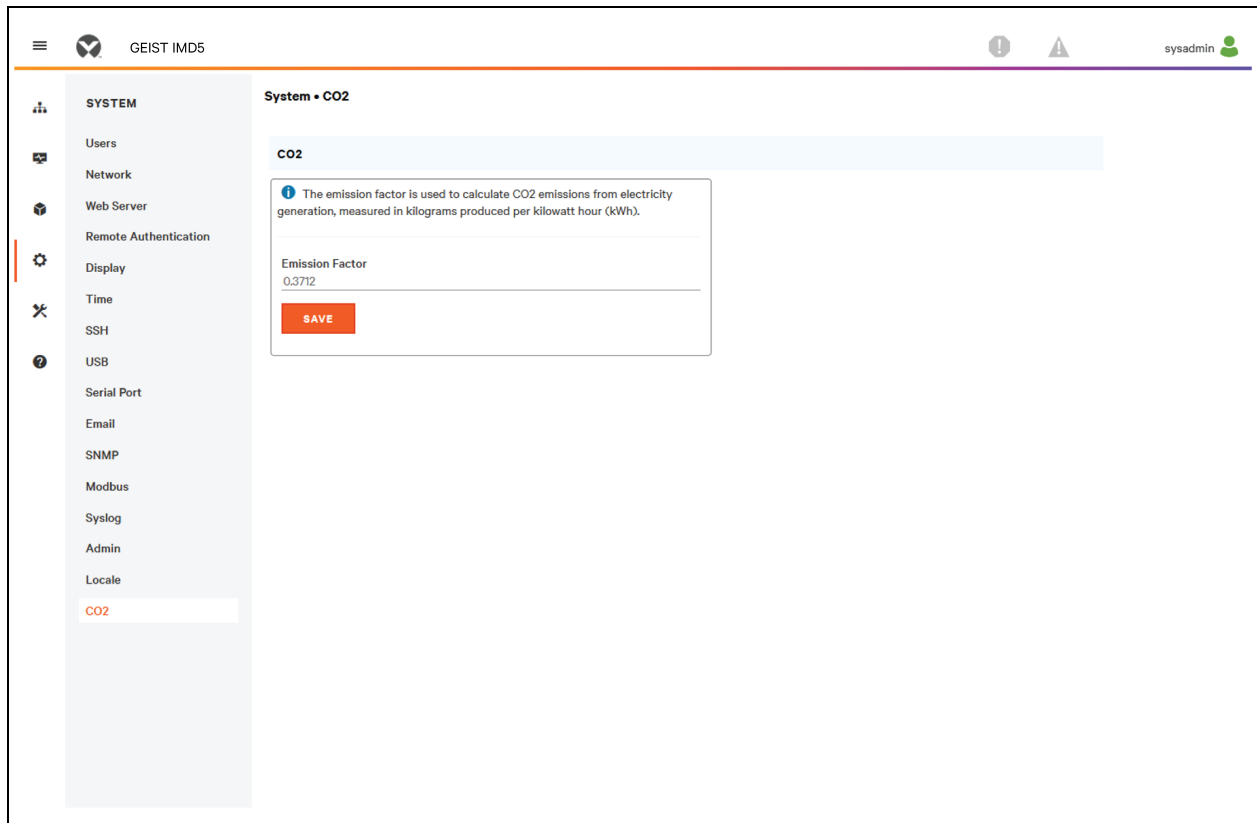 GEIST IMD5
sysadmin
SYSTEM
Users
Network
Web Server
Remote Authentication
Display
Time
SSH
USB
Serial Port
Email
SNMP
Modbus
Syslog
Admin
Locale
CO2
System • CO2
CO2
The emission factor is used to calculate CO2 emissions from electricity
generation, measured in kilograms produced per kilowatt hour (kWh).
Emission Factor
0.3712
SAVE